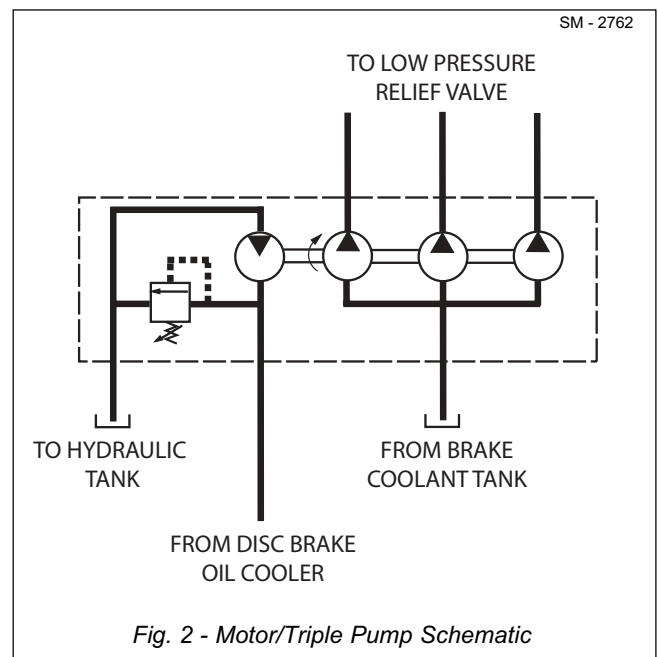 SM - 2762
TO LOW PRESSURE
RELIEF VALVE
TO HYDRAULIC
TANK
FROM BRAKE
COOLANT TANK
FROM DISC BRAKE
OIL COOLER
Fig. 2 - Motor/Triple Pump Schematic